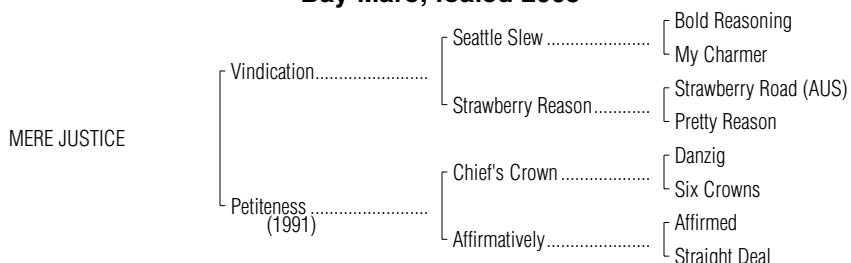 Bay Mare; foaled
Bold Reasoning
Seattle Slew ......................
My Charmer
Vindication........................
Strawberry Road (AUS)
Strawberry Reason............
Pretty Reason
MERE JUSTICE
Danzig
Chief's Crown ...................
Six Crowns
Petiteness .........................
(1991)
Affirmed
Affirmatively......................
Straight Deal